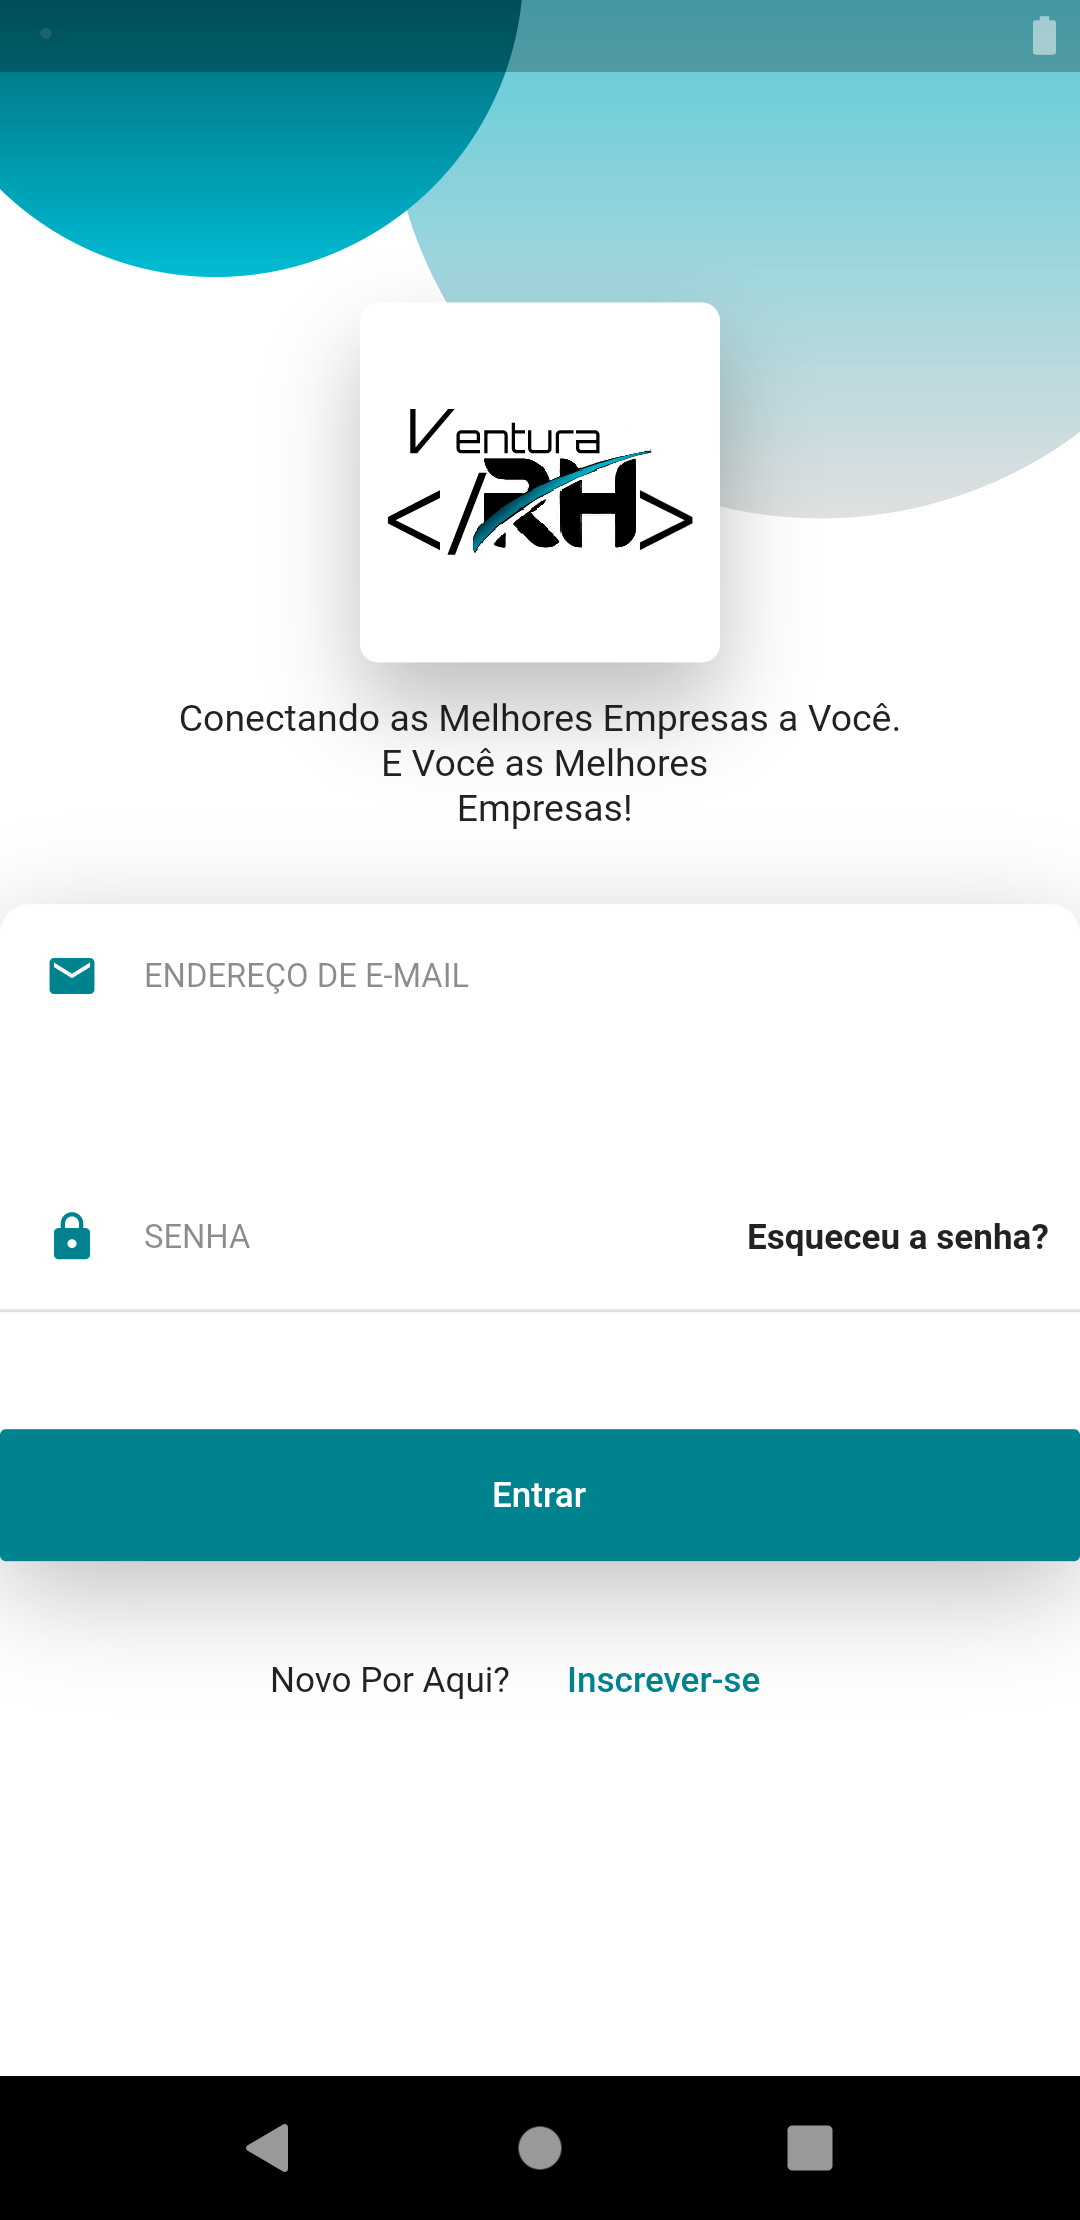 Ventura
</RH>
Conectando as Melhores Empresas a Você.
E Você as Melhores
Empresas!
ENDEREÇO DE E-MAIL
SENHA
Esqueceu a senha?
Entrar
Novo Por Aqui? Inscrever-se